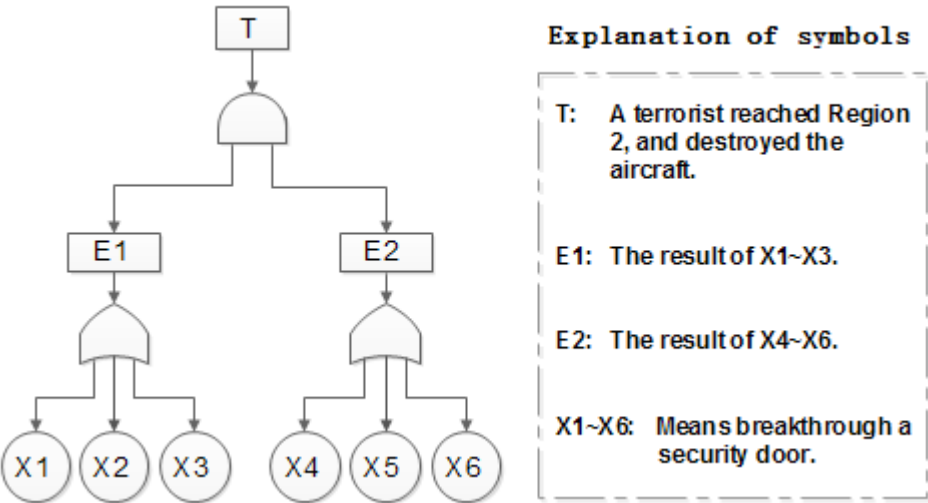 T
E1
E2
X1 X2 X3 X4 X5 X6
Explanation of symbols
T: A terrorist reached Region
2, and destroyed the
aircraft.
E1: The result of X1~X3.
E2: The result of X4~X6.
X1~X6: Means breakthrough a
security door.